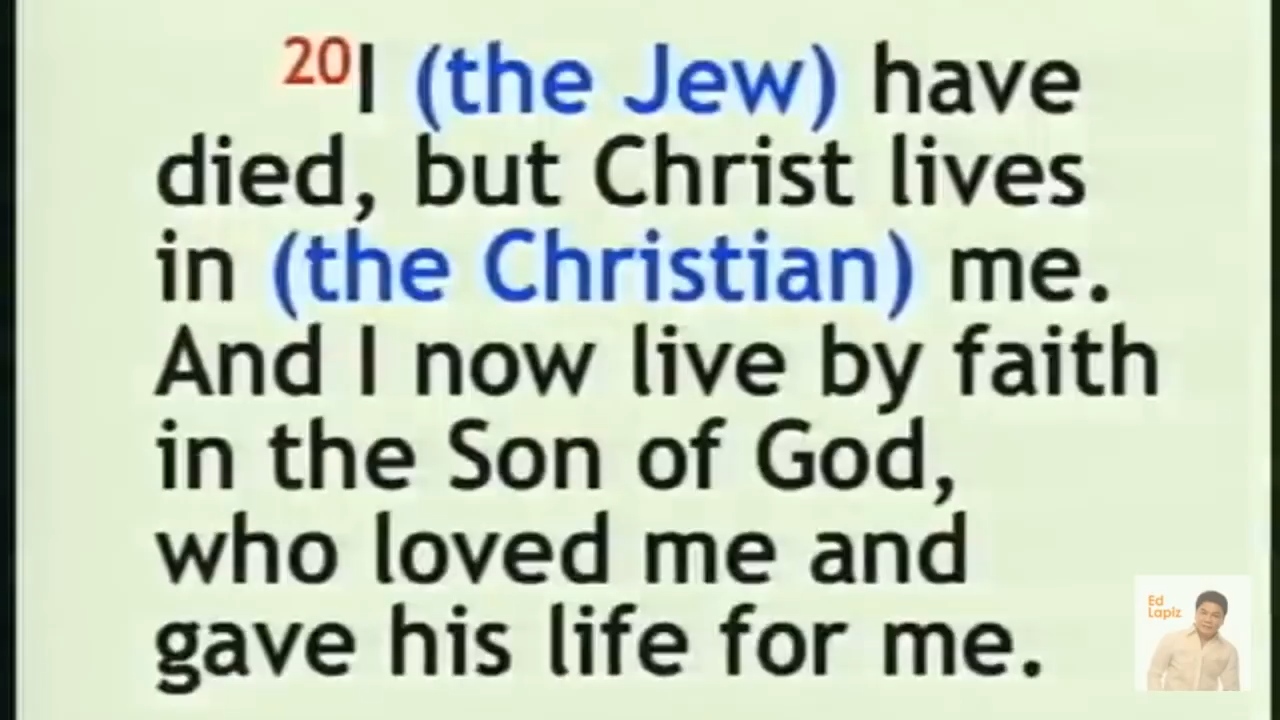 20I (the Jew) have
died, but Christ lives
in (the Christian) me.
And I now live by faith
in the Son of God,
who loved me and
gave his life for me.
Ed
Lapiz